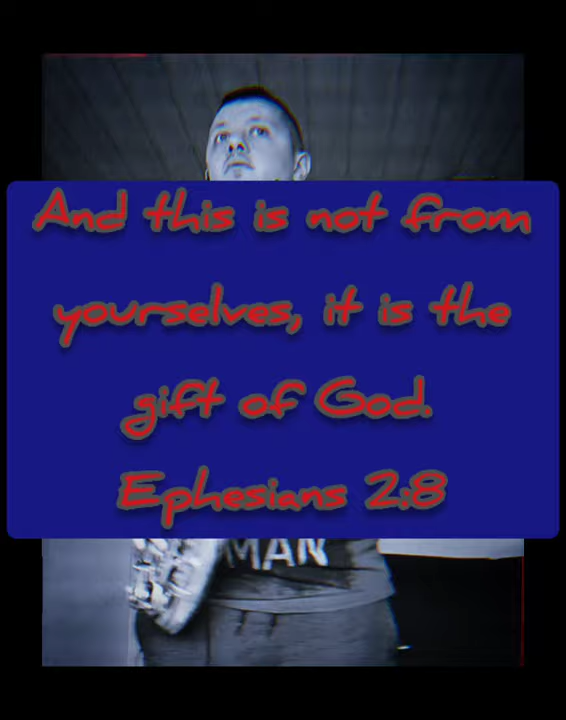 And this is not from
yourselves, it is the
gift of God.
Ephesians 2:8
MAN